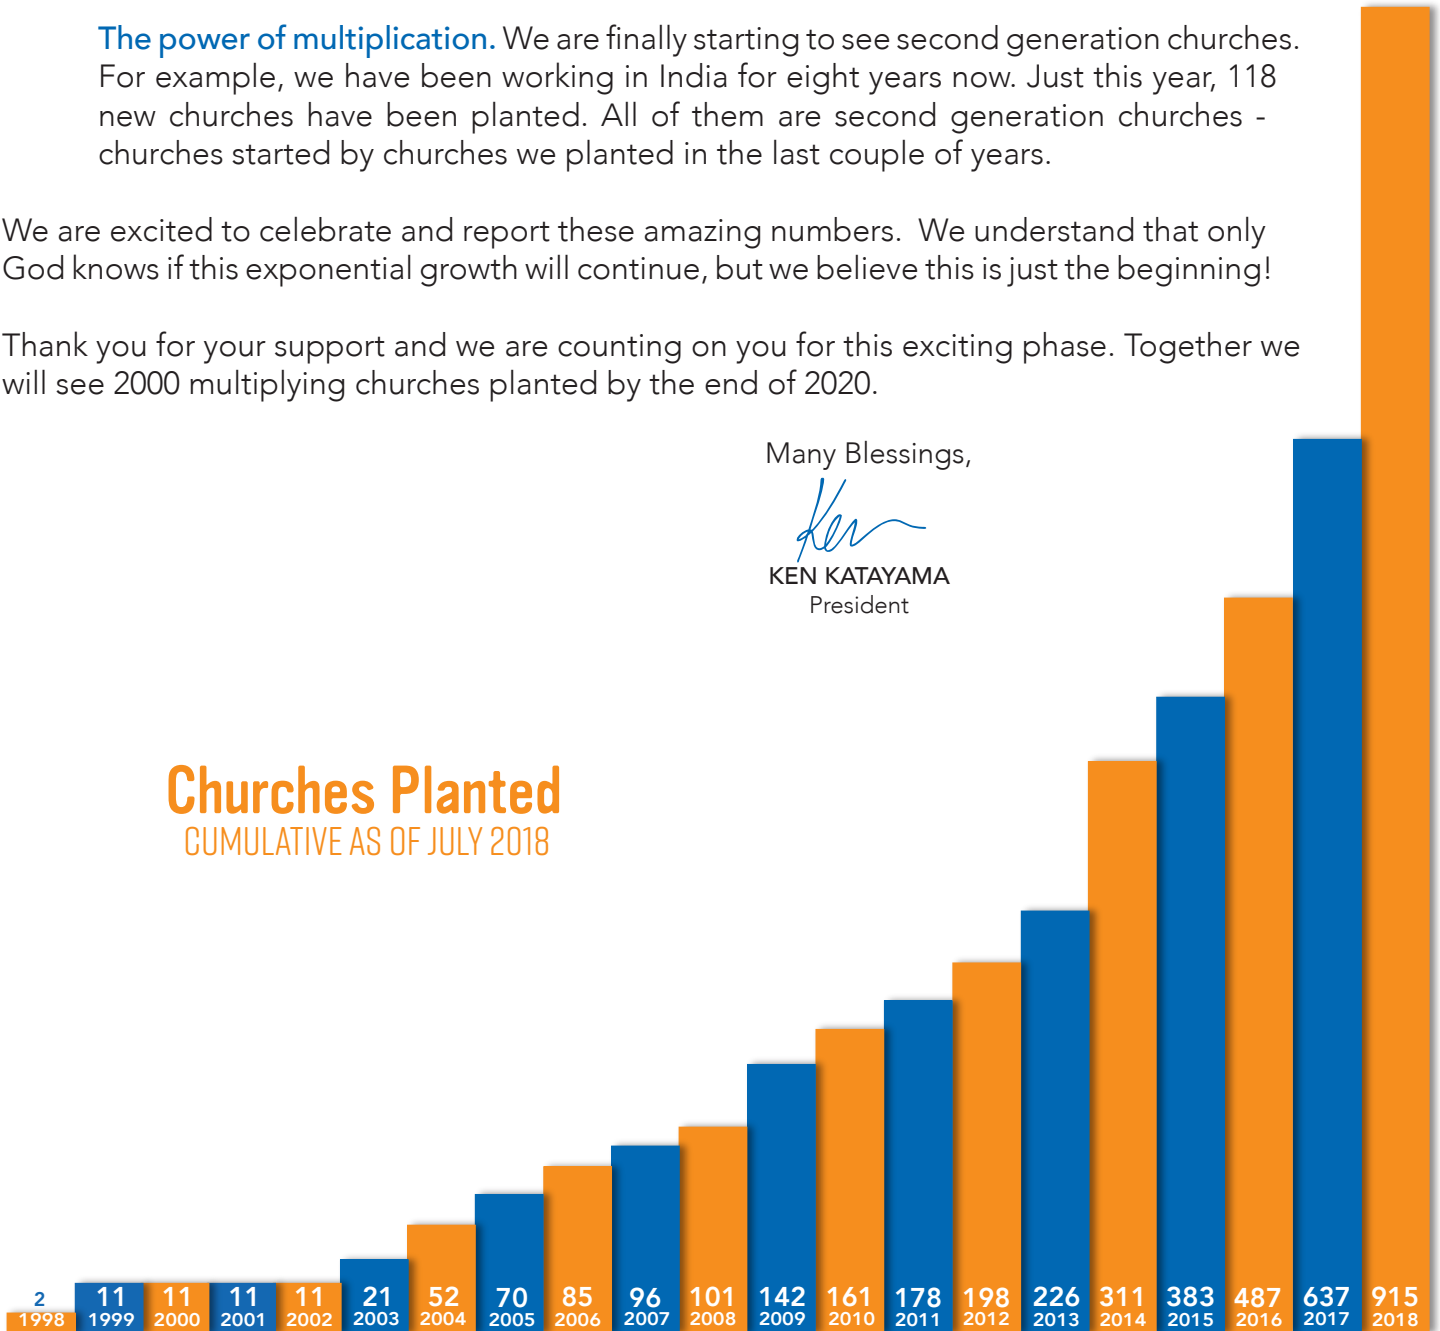 The power of multiplication. We are finally starting to see second generation churches.
For example, we have been working in India for eight years now. Just this year, 118
new churches have been planted. All of them are second generation churches -
churches started by churches we planted in the last couple of years.
We are excited to celebrate and report these amazing numbers.  We understand that only
God knows if this exponential growth will continue, but we believe this is just the beginning!
Thank you for your support and we are counting on you for this exciting phase. Together we
will see 2000 multiplying churches planted by the end of 2020.
Many Blessings,
Ken
KEN KATAYAMA
President
Churches Planted
CUMULATIVE AS OF JULY 2018
2 11 11 11 11 21 52 70 85 96 101 142 161 178 198 226 311 383 487 637 915
1998 1999 2000 2001 2002 2003 2004 2005 2006 2007 2008 2009 2010 2011 2012 2013 2014 2015 2016 2017 2018